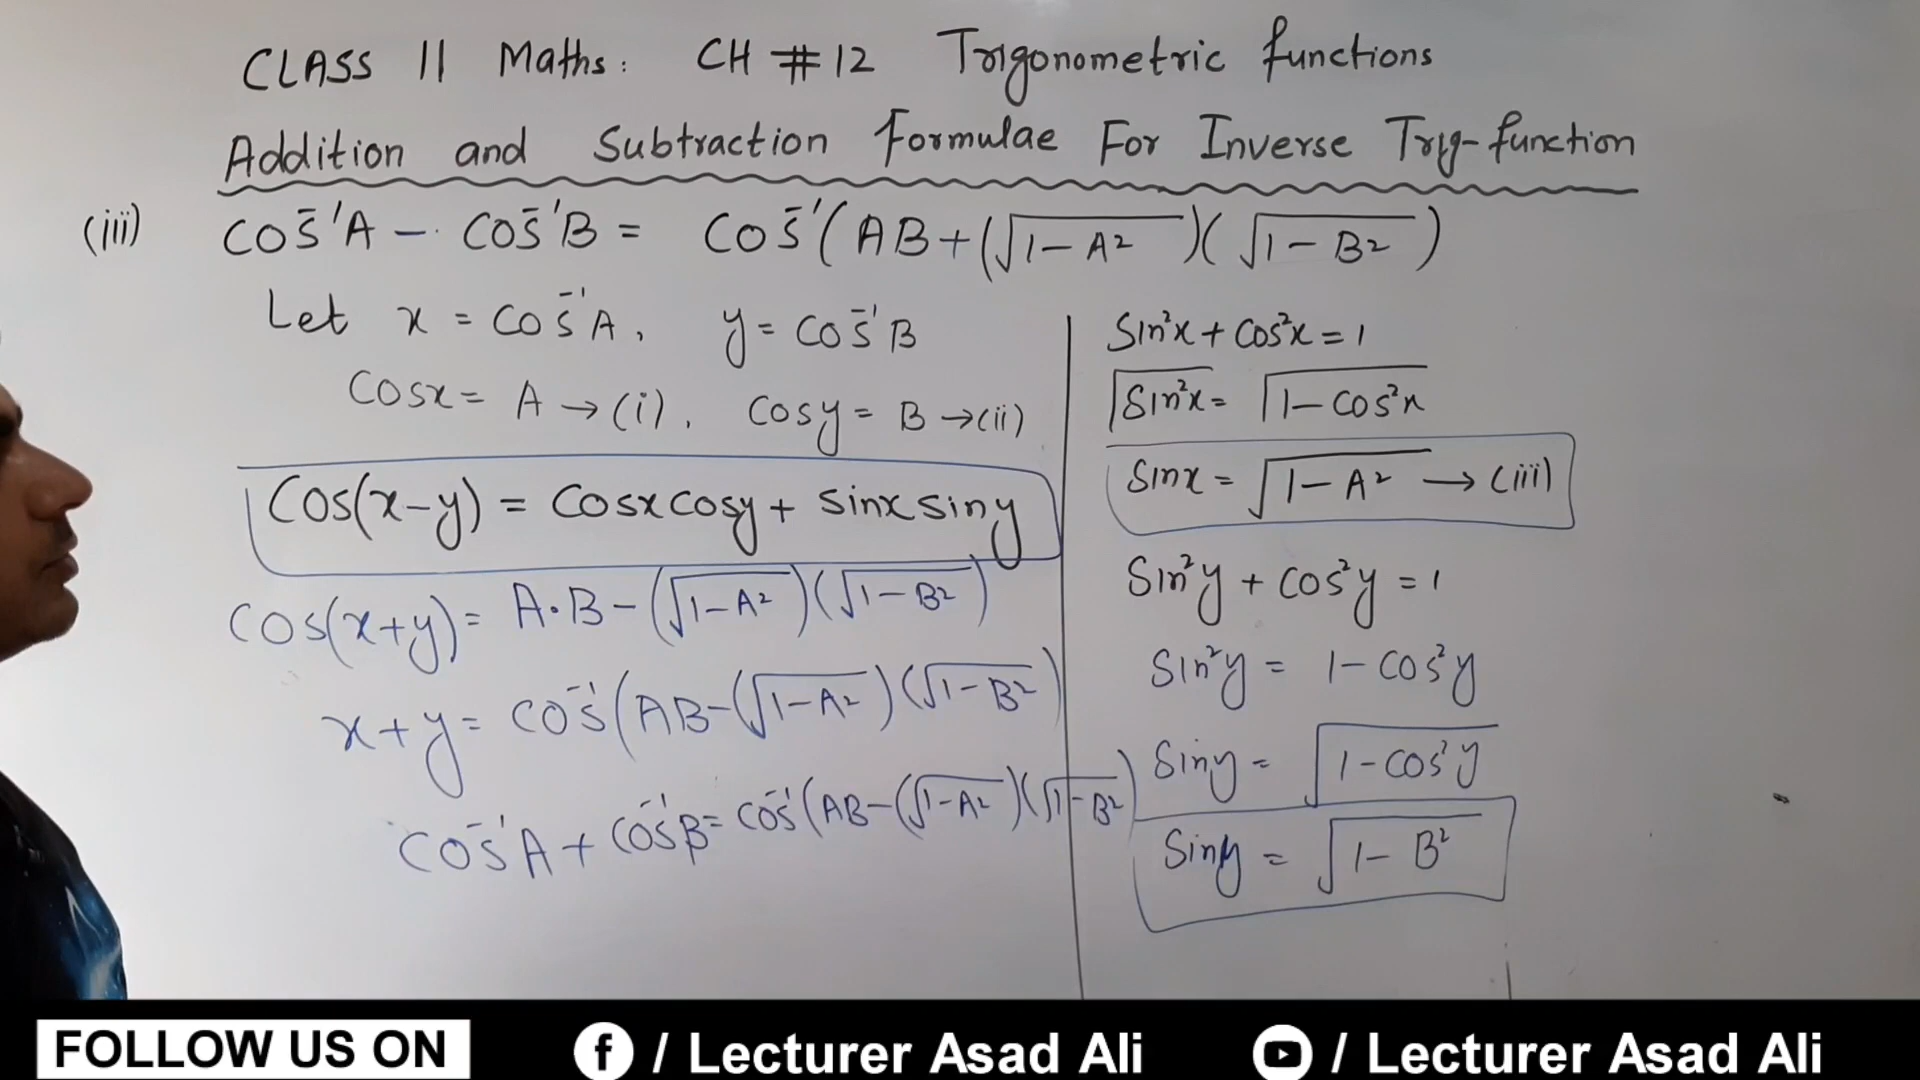 CLASS 11 Maths: CH # 12 Trigonometric functions
Addition and Subtraction Formulae For Inverse Trig-function
(iii) Cos⁻¹A - Cos⁻¹B = Cos⁻¹(AB+(√1-A²)(√1-B²)
Let x = Cos⁻¹A, y = Cos⁻¹B
Cosx = A → (i), Cosy = B → (ii)
Cos(x-y) = Cosx Cosy + Sinx Siny
Cos(x+y) = A·B - (√1-A²)(√1-B²)
x+y = Cos⁻¹(AB-(√1-A²)(√1-B²)
Cos⁻¹A + Cos⁻¹B = Cos⁻¹(AB-(√1-A²)(√1-B²)
Sin²x + Cos²x = 1
√Sin²x = √1-Cos²x
Sinx = √1-A² → (iii)
Sin²y + Cos²y = 1
Sin²y = 1-Cos²y
Siny = √1-Cos²y
Siny = √1-B²
FOLLOW US ON f / Lecturer Asad Ali / Lecturer Asad Ali